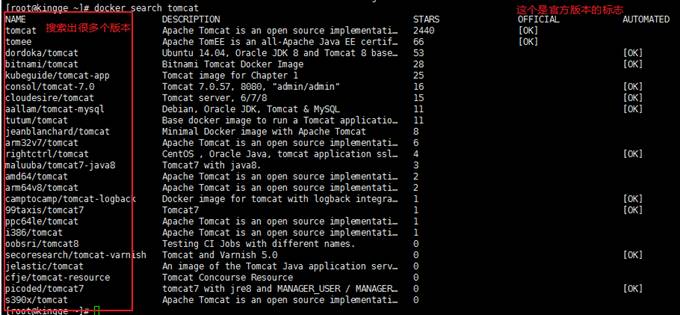 [root@kingge ~]# docker search tomcat
这个是官方版本的标志
NAME DESCRIPTION STARS OFFICIAL AUTOMATED
搜索出很多个版本
tomcat Apache Tomcat is an open source implementati… 2440 [OK]
tomee Apache TomEE is an all-Apache Java EE certif… 66 [OK]
dordoka/tomcat Ubuntu 14.04, Oracle JDK 8 and Tomcat 8 base… 53 [OK]
bitnami/tomcat Bitnami Tomcat Docker Image 28 [OK]
kubeguide/tomcat-app Tomcat image for Chapter 1 25
consol/tomcat-7.0 Tomcat 7.0.57, 8080, "admin/admin" 16 [OK]
cloudesire/tomcat Tomcat server, 6/7/8 15 [OK]
aallam/tomcat-mysql Debian, Oracle JDK, Tomcat & MySQL 11 [OK]
tutum/tomcat Base docker image to run a Tomcat applicatio… 11
jeanblanchard/tomcat Minimal Docker image with Apache Tomcat 8
arm32v7/tomcat Apache Tomcat is an open source implementati… 6
rightctrl/tomcat CentOS , Oracle Java, tomcat application ssl… 4 [OK]
maluuba/tomcat7-java8 Tomcat7 with java8. 3
amd64/tomcat Apache Tomcat is an open source implementati… 2
arm64v8/tomcat Apache Tomcat is an open source implementati… 2
camptocamp/tomcat-logback Docker image for tomcat with logback integra… 1 [OK]
99taxis/tomcat7 Tomcat7 1 [OK]
ppc64le/tomcat Apache Tomcat is an open source implementati… 1
i386/tomcat Apache Tomcat is an open source implementati… 1
oobsri/tomcat8 Testing CI Jobs with different names. 0
secoresearch/tomcat-varnish Tomcat and Varnish 5.0 0 [OK]
jelastic/tomcat An image of the Tomcat Java application serv… 0
cfje/tomcat-resource Tomcat Concourse Resource 0
picoded/tomcat7 tomcat7 with jre8 and MANAGER_USER / MANAGER… 0 [OK]
s390x/tomcat Apache Tomcat is an open source implementati… 0
[root@kingge ~]#